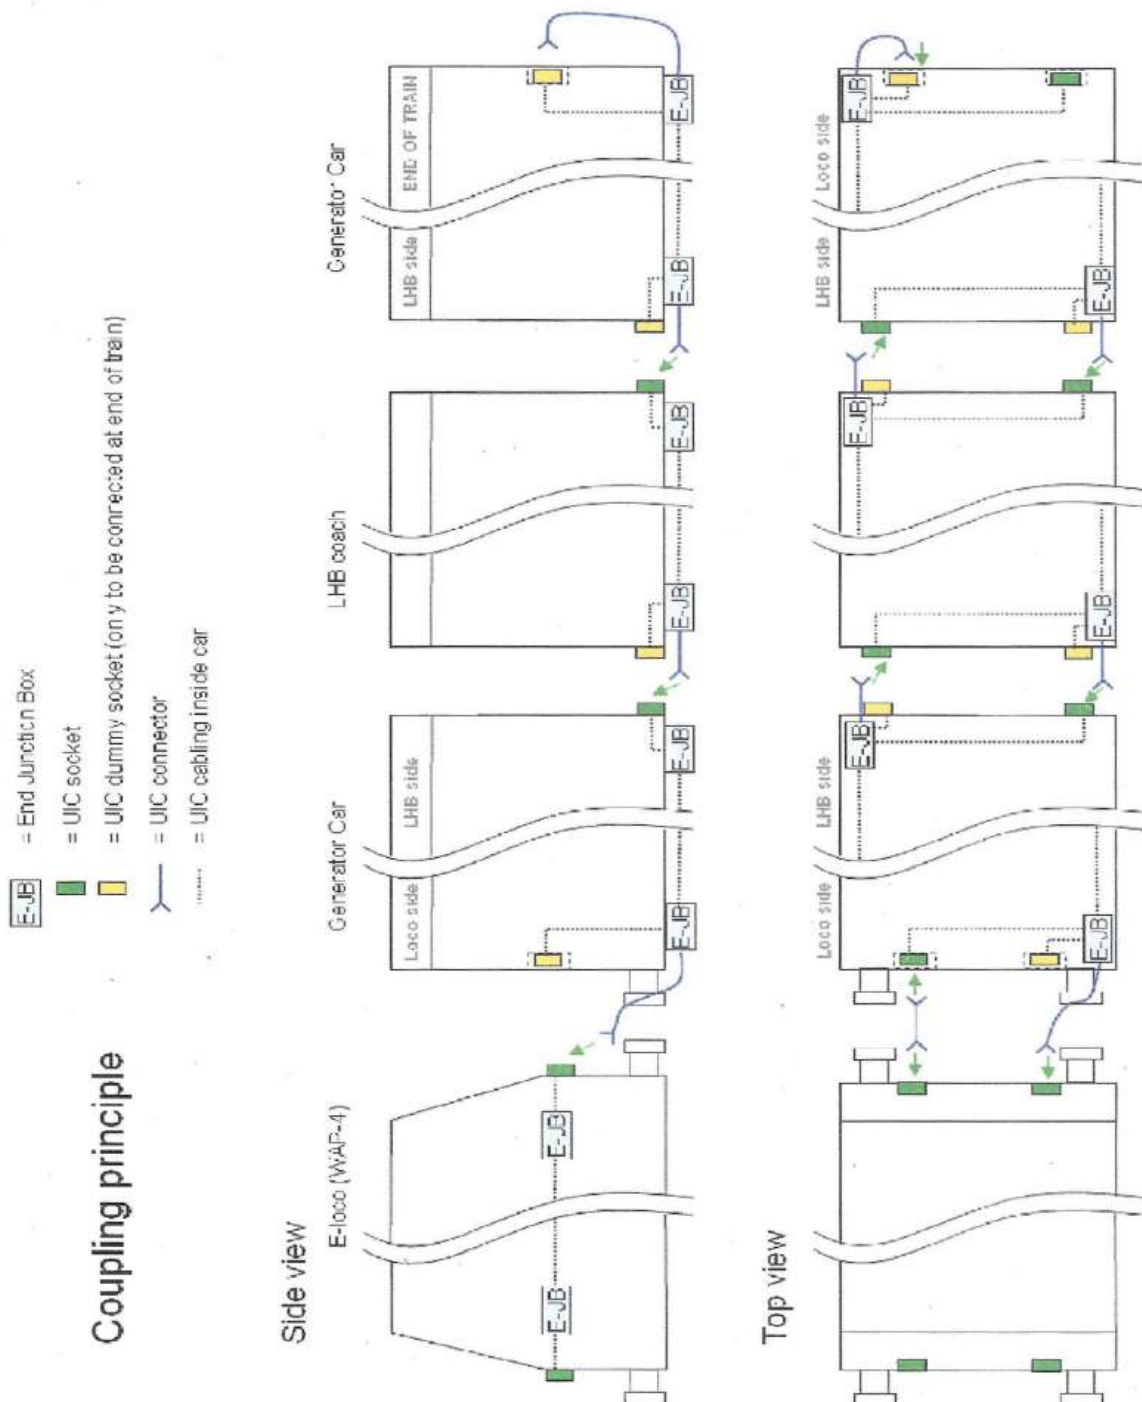 Coupling principle
E-JB = End Junction Box
= UIC socket
= UIC dummy socket (only to be connected at end of train)
= UIC connector
= UIC cabling inside car
Side view
E-loco (WAP-4)
Generator Car
LHB coach
Generator Car
Loco side LHB side
LHB side END OF TRAIN
E-JB E-JB E-JB E-JB E-JB E-JB E-JB E-JB
Top view
Loco side LHB side
LHB side Loco side
E-JB E-JB E-JB
E-JB E-JB E-JB